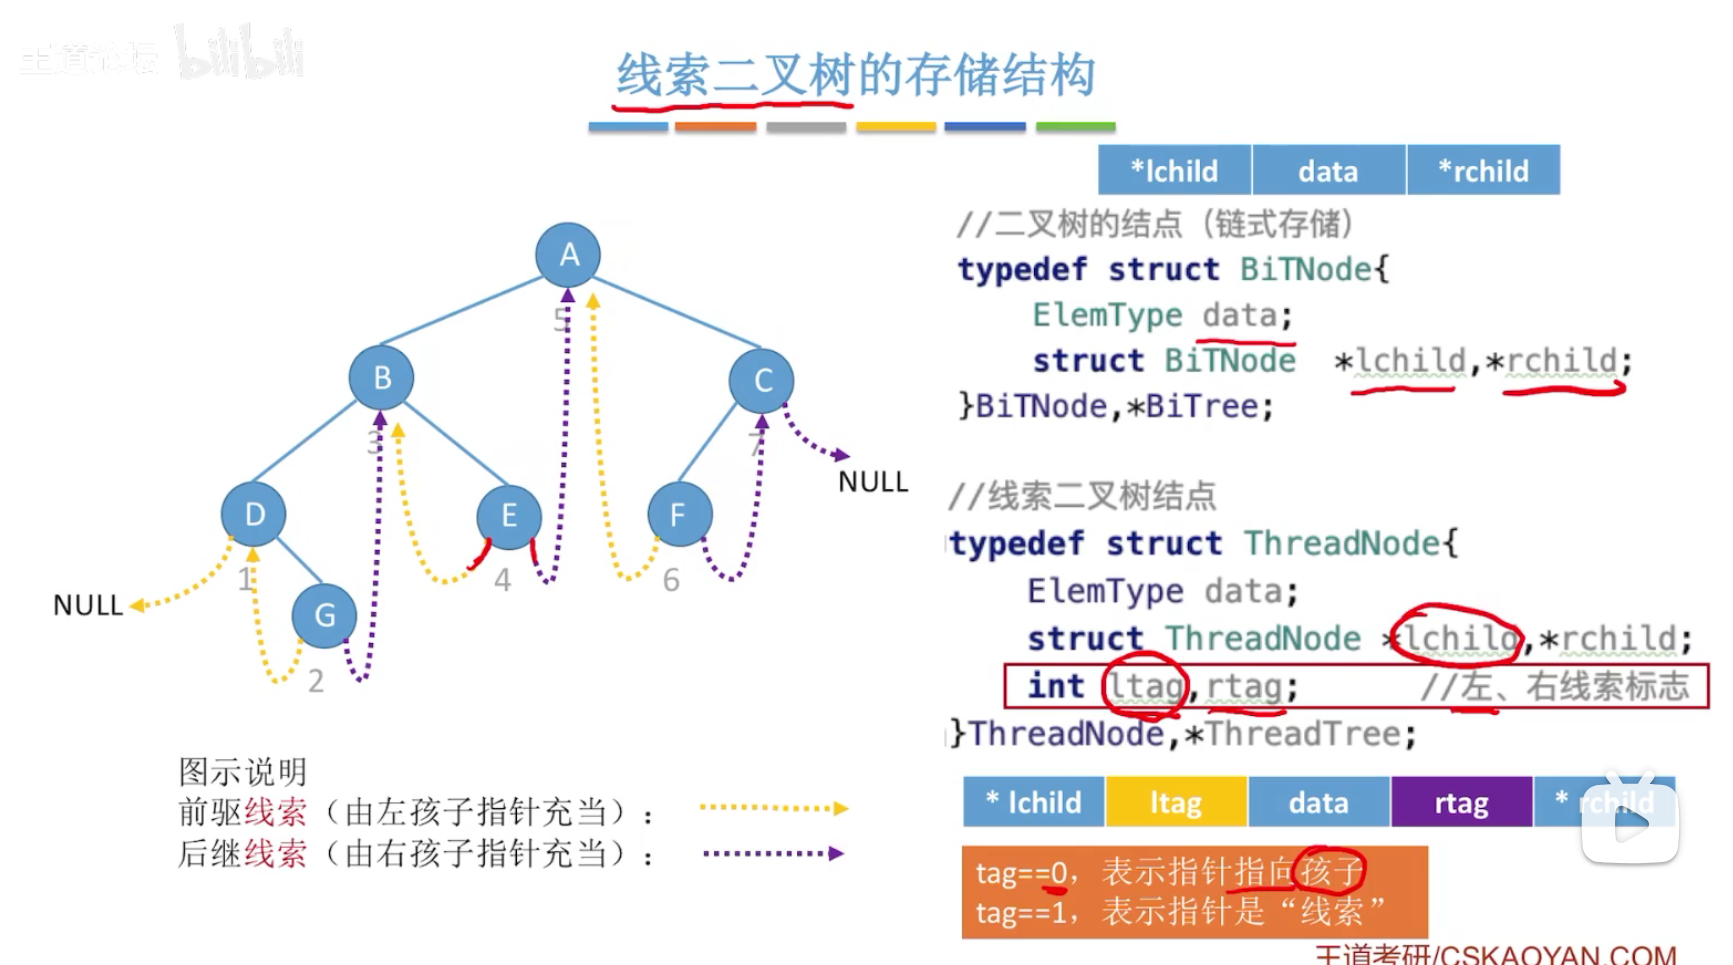 王道论坛 bilibili
线索二叉树的存储结构
*lchild data *rchild
//二叉树的结点（链式存储）
typedef struct BiTNode{
ElemType data;
struct BiTNode *lchild,*rchild;
}BiTNode,*BiTree;
A
5
B
C
3
7
NULL
D
E
F
1
4
6
NULL
G
2
//线索二叉树结点
typedef struct ThreadNode{
ElemType data;
struct ThreadNode *lchild,*rchild;
int ltag,rtag; //左、右线索标志
}ThreadNode,*ThreadTree;
图示说明
前驱线索（由左孩子指针充当）：
后继线索（由右孩子指针充当）：
* lchild ltag data rtag * rchild
tag==0，表示指针指向孩子
tag==1，表示指针是“线索”
王道考研/CSKAOYAN.COM